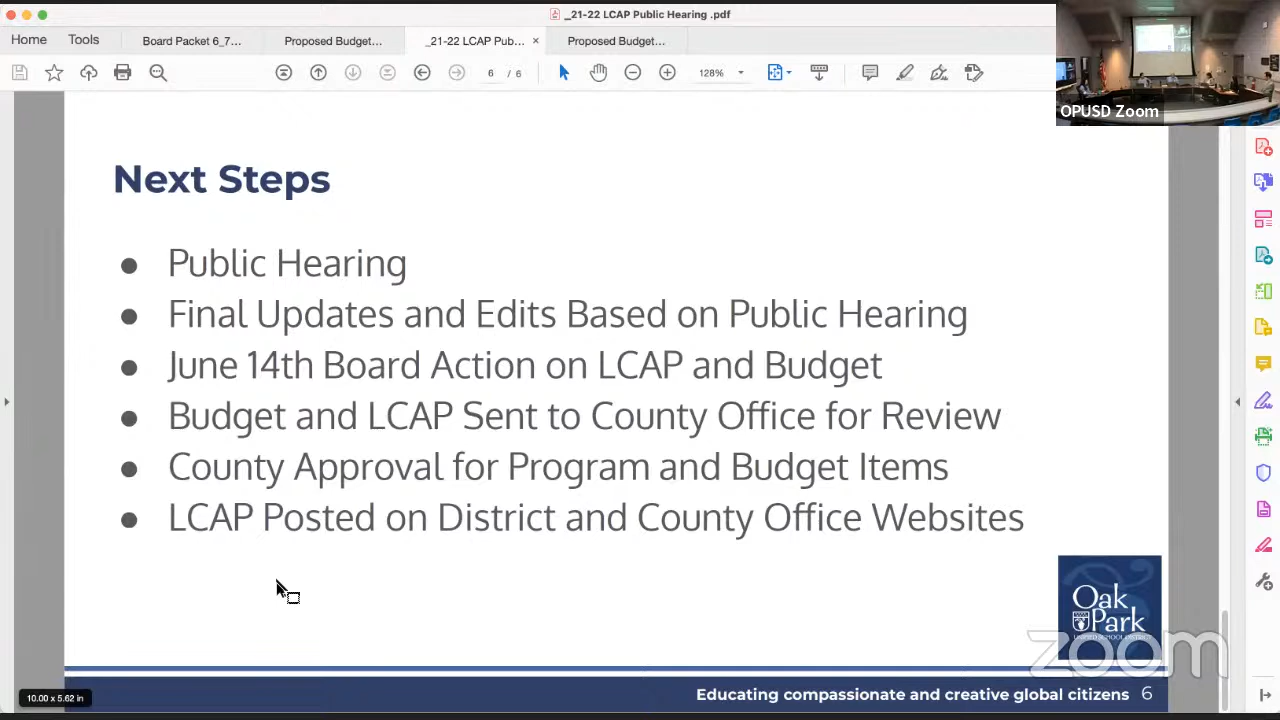 _21-22 LCAP Public Hearing .pdf
Home
Tools
Board Packet 6_7...
Proposed Budget...
_21-22 LCAP Pub...
×
Proposed Budget...
6 / 6
128%
OPUSD Zoom
Next Steps
● Public Hearing
● Final Updates and Edits Based on Public Hearing
● June 14th Board Action on LCAP and Budget
● Budget and LCAP Sent to County Office for Review
● County Approval for Program and Budget Items
● LCAP Posted on District and County Office Websites
Oak
Park
UNIFIED SCHOOL DISTRICT
zoom
Educating compassionate and creative global citizens 6
10.00 x 5.62 in